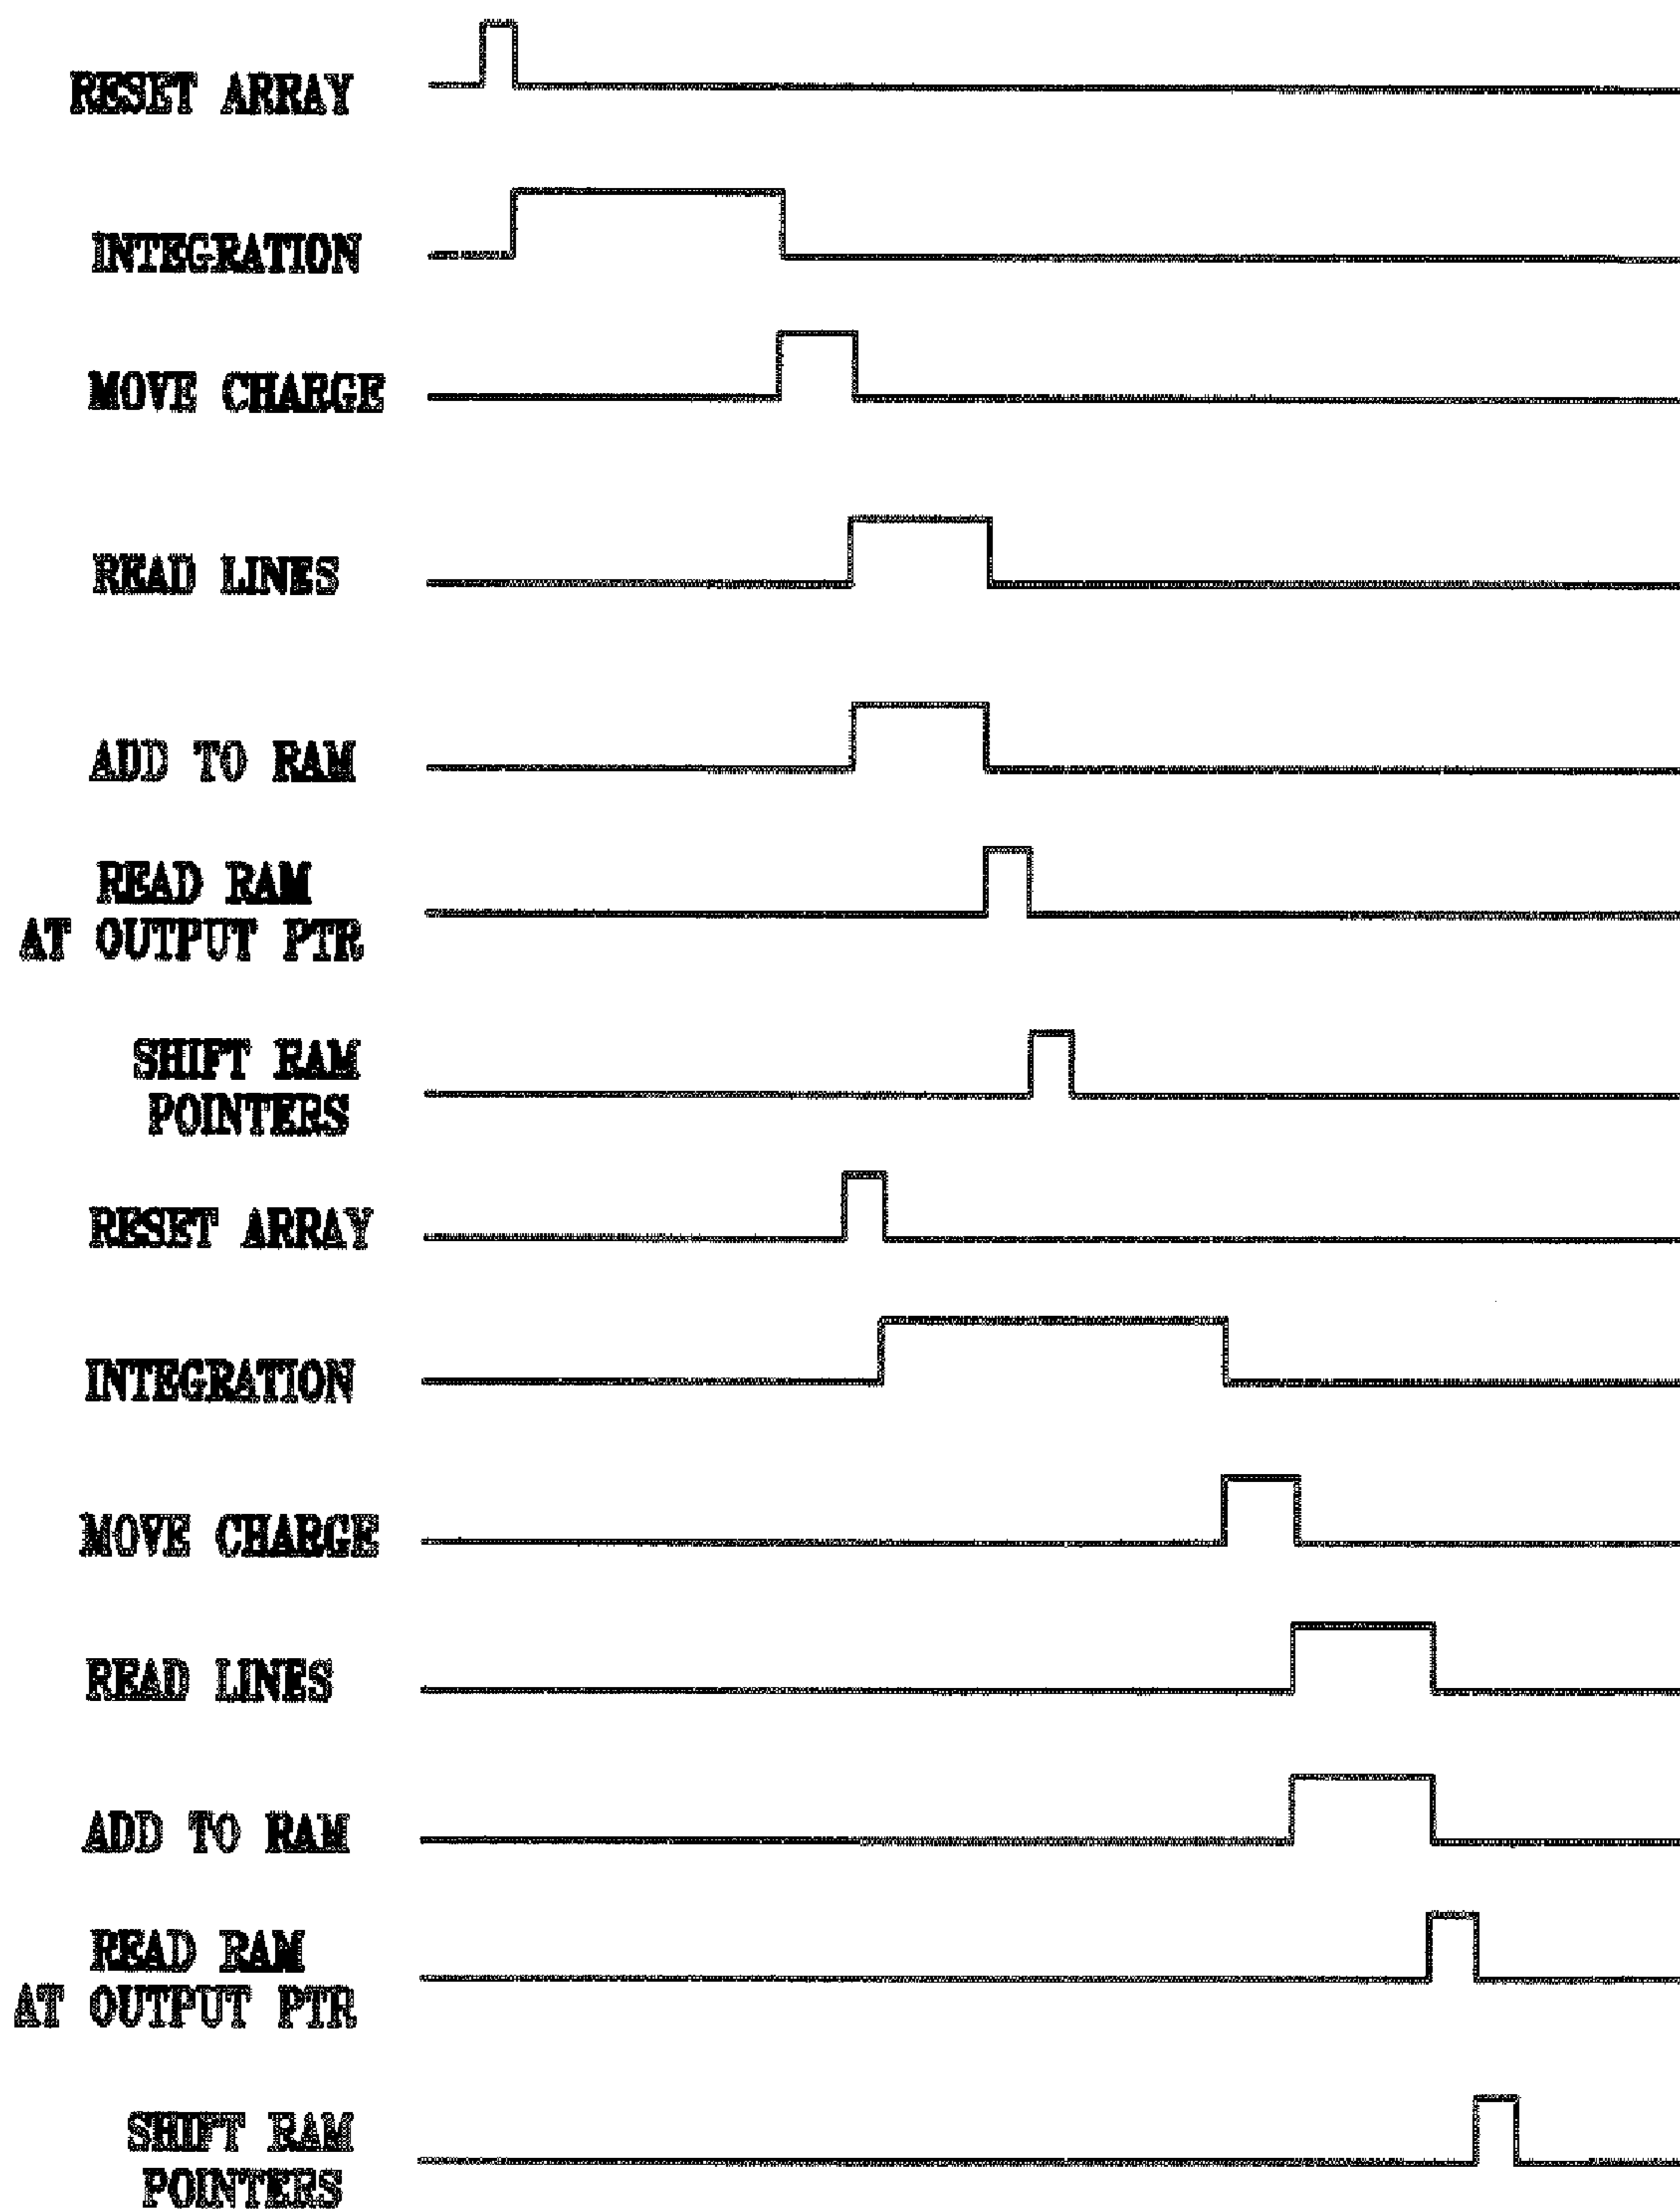 RESET ARRAY
INTEGRATION
MOVE CHARGE
READ LINES
ADD TO RAM
READ RAM
AT OUTPUT PTR
SHIFT RAM
POINTERS
RESET ARRAY
INTEGRATION
MOVE CHARGE
READ LINES
ADD TO RAM
READ RAM
AT OUTPUT PTR
SHIFT RAM
POINTERS